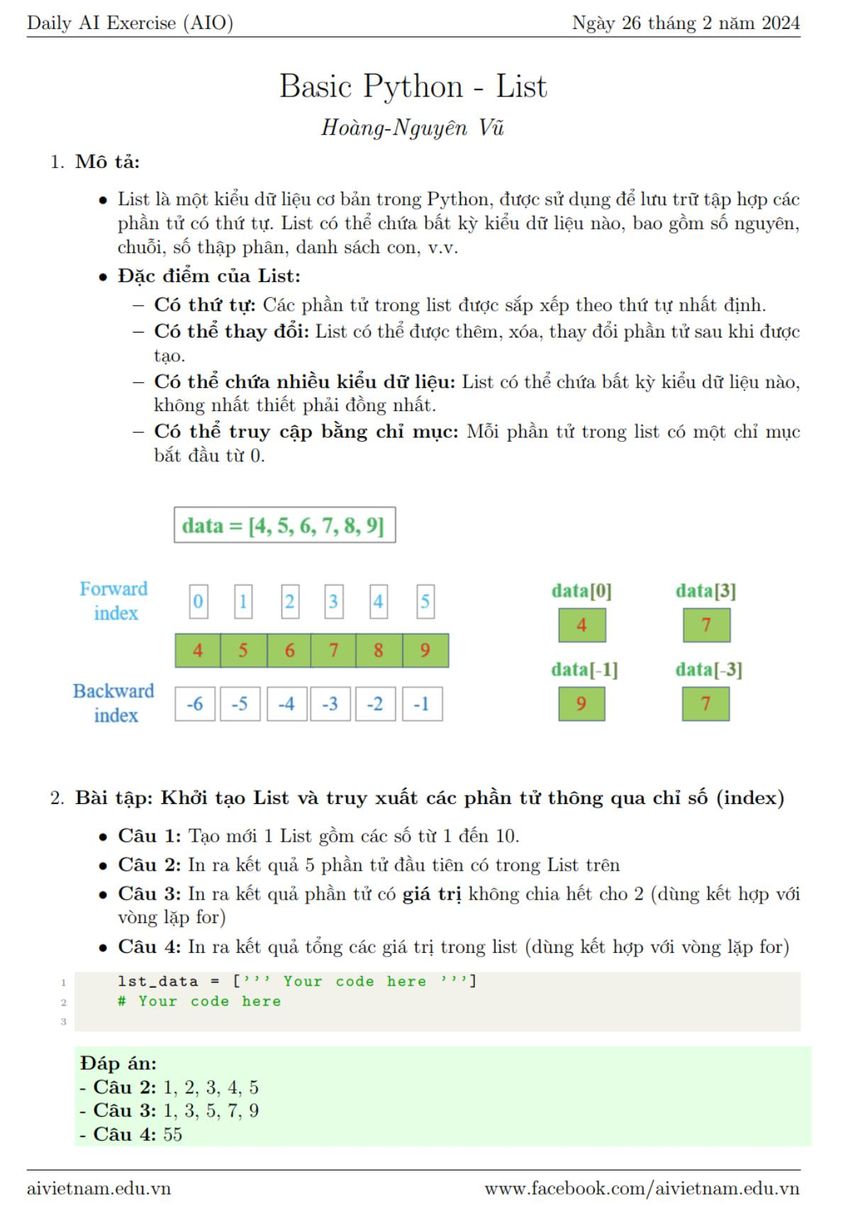 Daily AI Exercise (AIO) Ngày 26 tháng 2 năm 2024
Basic Python - List
Hoàng-Nguyên Vũ
1. Mô tả:
• List là một kiểu dữ liệu cơ bản trong Python, được sử dụng để lưu trữ tập hợp các
phần tử có thứ tự. List có thể chứa bất kỳ kiểu dữ liệu nào, bao gồm số nguyên,
chuỗi, số thập phân, danh sách con, v.v.
• Đặc điểm của List:
– Có thứ tự: Các phần tử trong list được sắp xếp theo thứ tự nhất định.
– Có thể thay đổi: List có thể được thêm, xóa, thay đổi phần tử sau khi được
tạo.
– Có thể chứa nhiều kiểu dữ liệu: List có thể chứa bất kỳ kiểu dữ liệu nào,
không nhất thiết phải đồng nhất.
– Có thể truy cập bằng chỉ mục: Mỗi phần tử trong list có một chỉ mục
bắt đầu từ 0.
data = [4, 5, 6, 7, 8, 9]
Forward
index
0 1 2 3 4 5
4 5 6 7 8 9
Backward
index
-6 -5 -4 -3 -2 -1
data[0] data[3]
4 7
data[-1] data[-3]
9 7
2. Bài tập: Khởi tạo List và truy xuất các phần tử thông qua chỉ số (index)
• Câu 1: Tạo mới 1 List gồm các số từ 1 đến 10.
• Câu 2: In ra kết quả 5 phần tử đầu tiên có trong List trên
• Câu 3: In ra kết quả phần tử có giá trị không chia hết cho 2 (dùng kết hợp với
vòng lặp for)
• Câu 4: In ra kết quả tổng các giá trị trong list (dùng kết hợp với vòng lặp for)
1 lst_data = [''' Your code here ''']
2 # Your code here
3
Đáp án:
- Câu 2: 1, 2, 3, 4, 5
- Câu 3: 1, 3, 5, 7, 9
- Câu 4: 55
aivietnam.edu.vn www.facebook.com/aivietnam.edu.vn